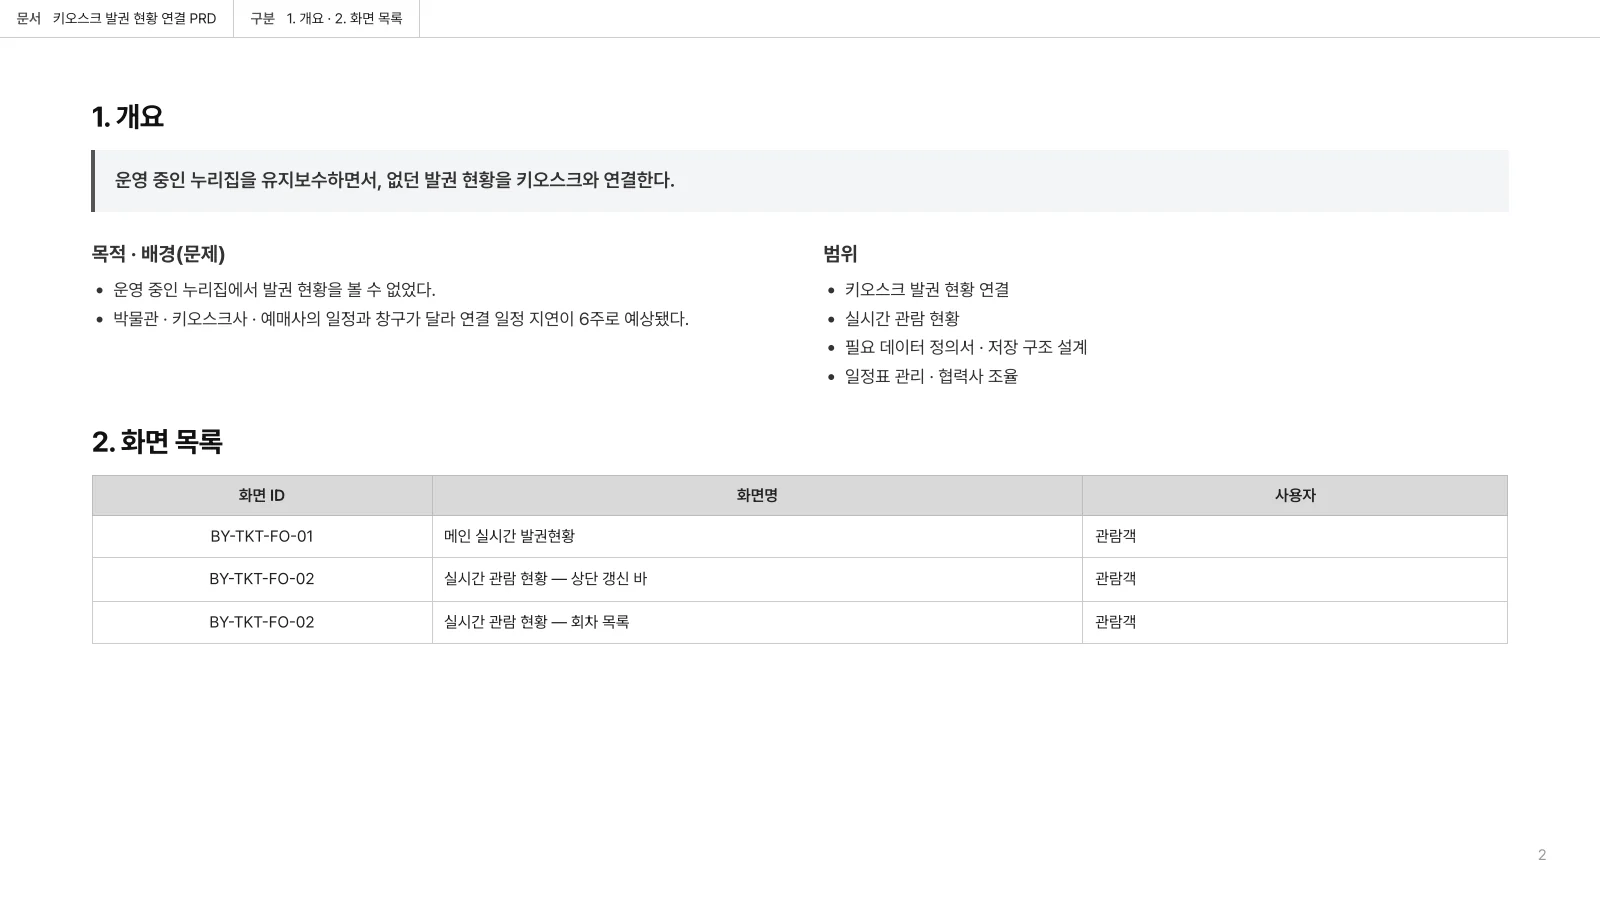 문서 키오스크 발권 현황 연결 PRD 구분 1. 개요 · 2. 화면 목록
1. 개요
운영 중인 누리집을 유지보수하면서, 없던 발권 현황을 키오스크와 연결한다.
목적 · 배경(문제)
• 운영 중인 누리집에서 발권 현황을 볼 수 없었다.
• 박물관 · 키오스크사 · 예매사의 일정과 창구가 달라 연결 일정 지연이 6주로 예상됐다.
범위
• 키오스크 발권 현황 연결
• 실시간 관람 현황
• 필요 데이터 정의서 · 저장 구조 설계
• 일정표 관리 · 협력사 조율
2. 화면 목록
화면 ID 화면명 사용자
BY-TKT-FO-01 메인 실시간 발권현황 관람객
BY-TKT-FO-02 실시간 관람 현황 — 상단 갱신 바 관람객
BY-TKT-FO-02 실시간 관람 현황 — 회차 목록 관람객
2